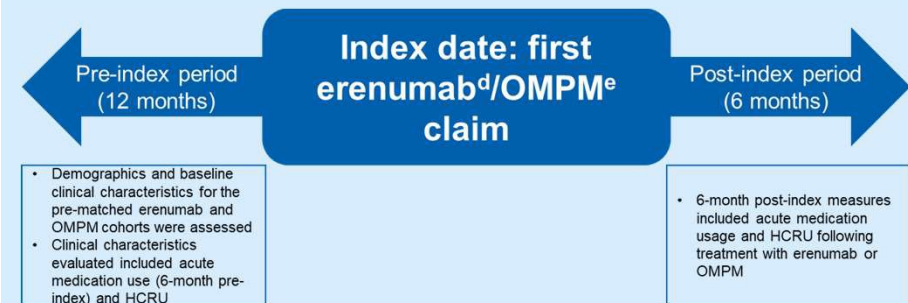 Pre-index period
(12 months)
Index date: first
erenumabᵈ/OMPMᵉ
claim
Post-index period
(6 months)
• Demographics and baseline
clinical characteristics for the
pre-matched erenumab and
OMPM cohorts were assessed
• Clinical characteristics
evaluated included acute
medication use (6-month pre-
index) and HCRU
• 6-month post-index measures
included acute medication
usage and HCRU following
treatment with erenumab or
OMPM